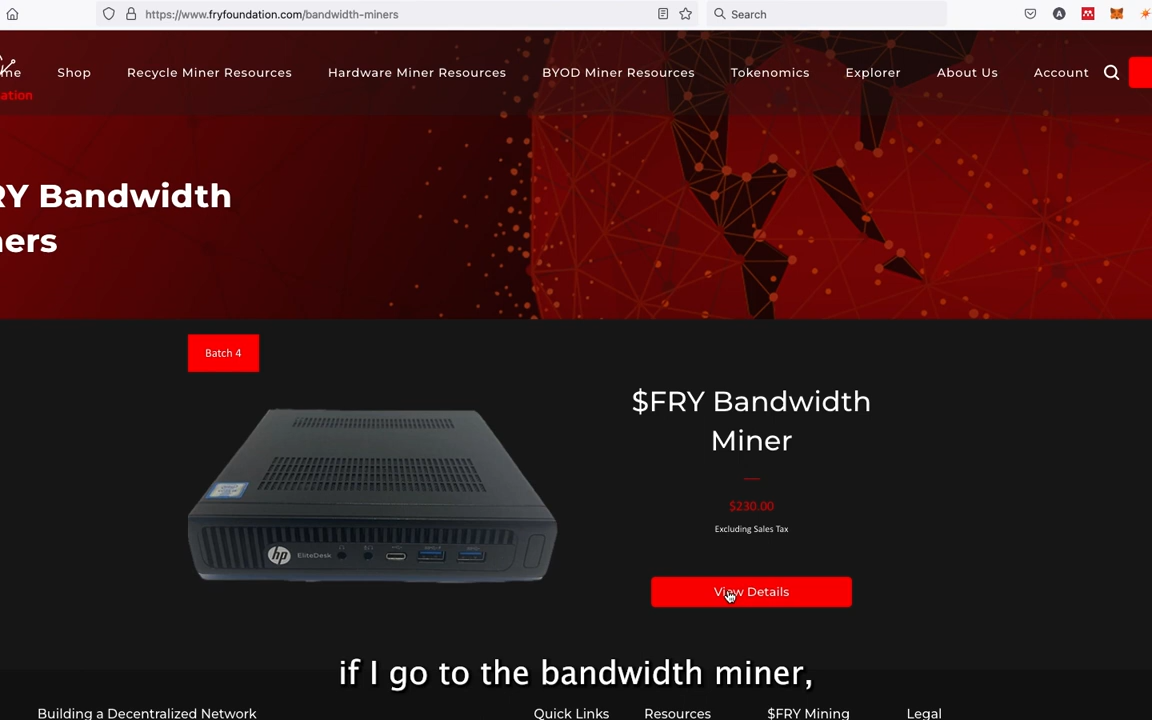 https://www.fryfoundation.com/bandwidth-miners
Search
me Shop Recycle Miner Resources Hardware Miner Resources BYOD Miner Resources Tokenomics Explorer About Us Account
ation
RY Bandwidth
ners
Batch 4
$FRY Bandwidth
Miner
$230.00
Excluding Sales Tax
hp EliteDesk
View Details
if I go to the bandwidth miner,
Building a Decentralized Network Quick Links Resources $FRY Mining Legal